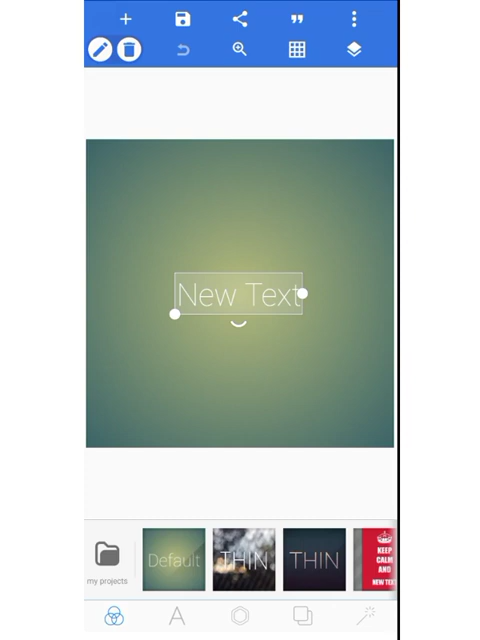 New Text
my projects
Default
THIN
THIN
KEEP
CALM
AND
NEW TEXT